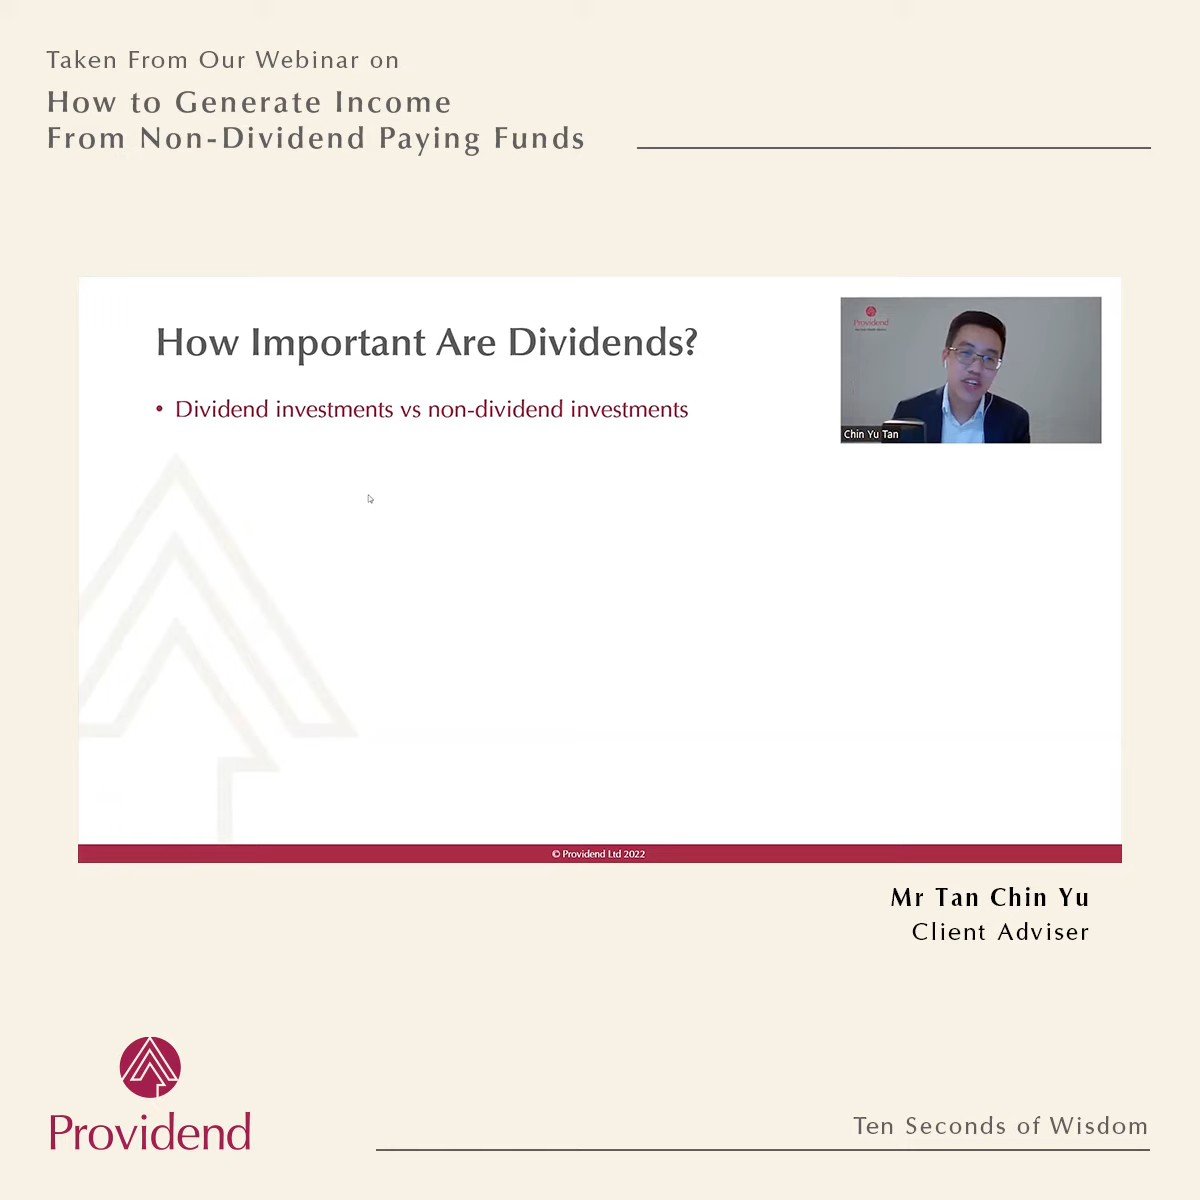 Taken From Our Webinar on
How to Generate Income
From Non-Dividend Paying Funds
How Important Are Dividends?
• Dividend investments vs non-dividend investments
Providend
Chin Yu Tan
© Providend Ltd 2022
Mr Tan Chin Yu
Client Adviser
Providend
Ten Seconds of Wisdom